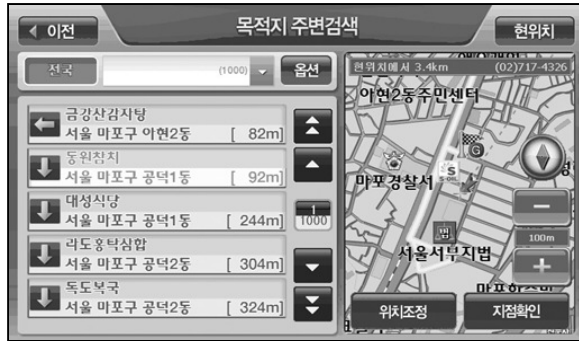 이전
목적지 주변검색
현위치
전국
(1000)
옵션
현위치에서 3.4km
(02)717-4326
금강산감자탕
서울 마포구 아현2동 [ 82m]
동원참치
서울 마포구 공덕1동 [ 92m]
대성식당
서울 마포구 공덕1동 [ 244m]
라도홍탁삼합
서울 마포구 공덕2동 [ 304m]
독도복국
서울 마포구 공덕2동 [ 324m]
1
1000
아현2동주민센터
G
S
S-OIL
마포경찰서
법
서울서부지법
100m
위치조정
지점확인